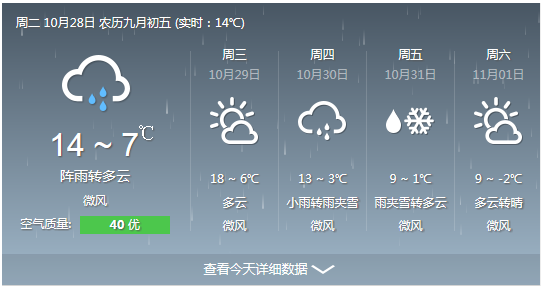 周二 10月28日 农历九月初五 (实时：14℃)
14 ~ 7℃
阵雨转多云
微风
空气质量: 40 优
周三
10月29日
18 ~ 6℃
多云
微风
周四
10月30日
13 ~ 3℃
小雨转雨夹雪
微风
周五
10月31日
9 ~ 1℃
雨夹雪转多云
微风
周六
11月01日
9 ~ -2℃
多云转晴
微风
查看今天详细数据